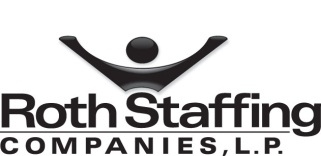 Roth Staffing
COMPANIES, L.P.